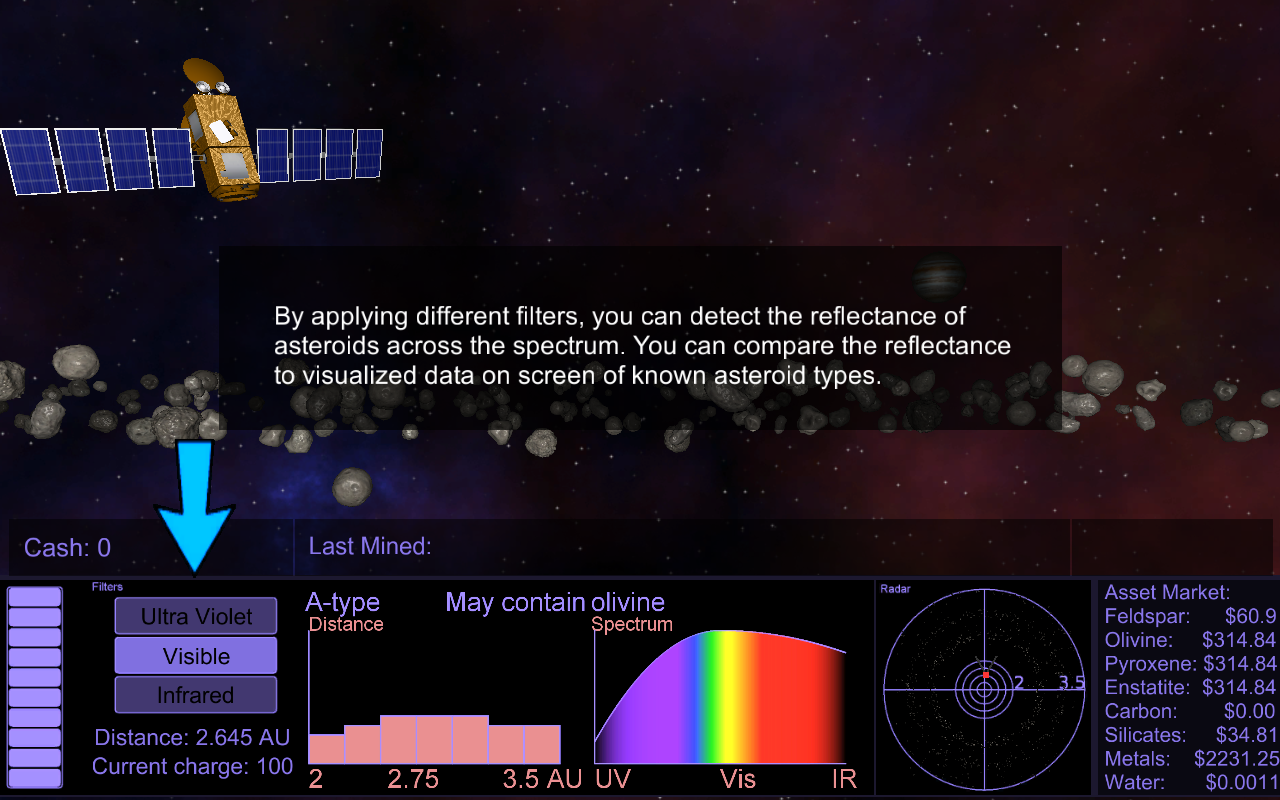 By applying different filters, you can detect the reflectance of
asteroids across the spectrum. You can compare the reflectance
to visualized data on screen of known asteroid types.
Cash: 0
Last Mined:
Filters
Ultra Violet
Visible
Infrared
Distance: 2.645 AU
Current charge: 100
A-type
May contain olivine
Distance
2 2.75 3.5 AU
Spectrum
UV Vis IR
Radar
2 3.5
Asset Market:
Feldspar: $60.9
Olivine: $314.84
Pyroxene: $314.84
Enstatite: $314.84
Carbon: $0.00
Silicates: $34.81
Metals: $2231.25
Water: $0.0011